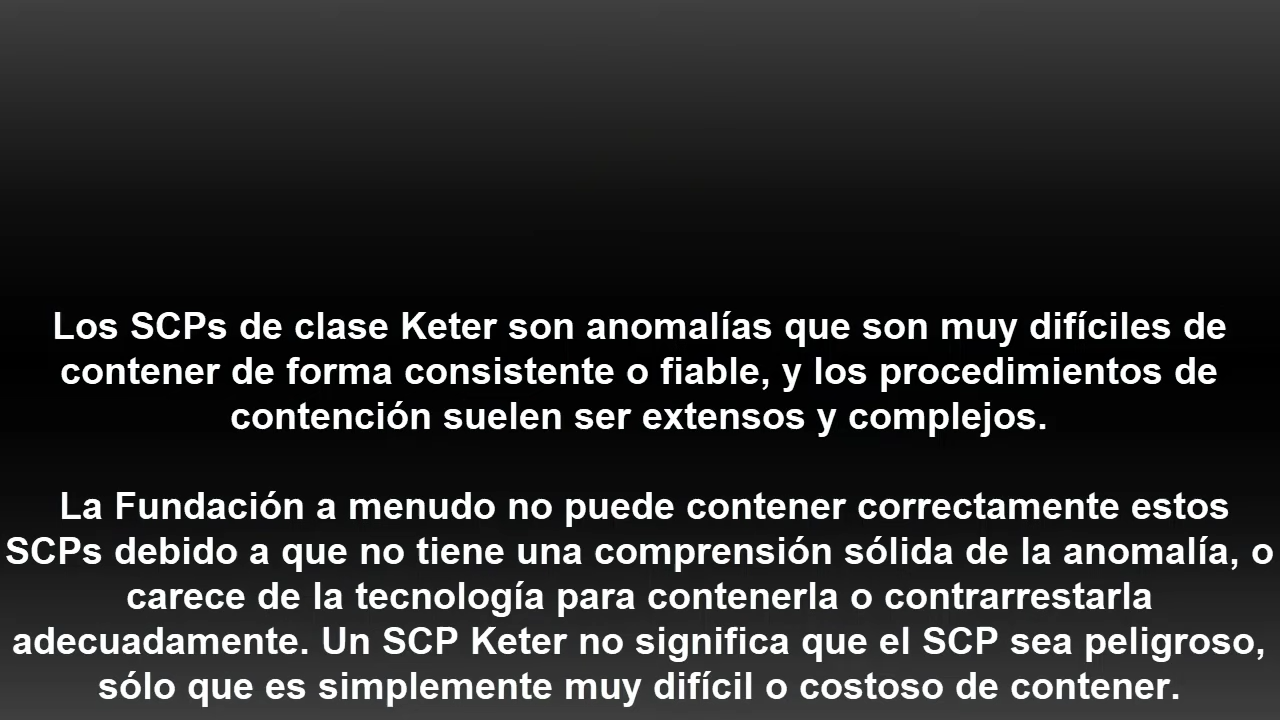 Los SCPs de clase Keter son anomalías que son muy difíciles de
contener de forma consistente o fiable, y los procedimientos de
contención suelen ser extensos y complejos.
La Fundación a menudo no puede contener correctamente estos
SCPs debido a que no tiene una comprensión sólida de la anomalía, o
carece de la tecnología para contenerla o contrarrestarla
adecuadamente. Un SCP Keter no significa que el SCP sea peligroso,
sólo que es simplemente muy difícil o costoso de contener.